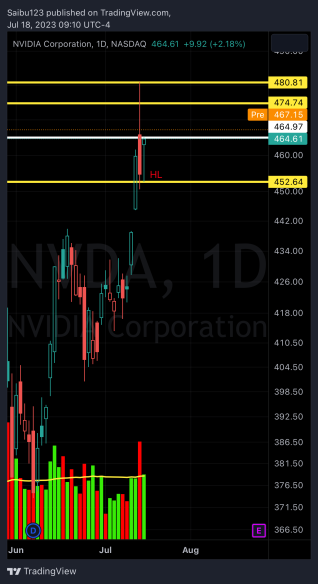 Saibu123 published on TradingView.com,
Jul 18, 2023 09:10 UTC-4
NVIDIA Corporation, 1D, NASDAQ 464.61 +9.92 (+2.18%)
480.81
474.74
Pre 467.15
464.97
464.61
460.00
HL
452.64
450.00
442.00
NVDA, 1D
434.00
426.00
NVIDIA Corporation
418.00
410.50
404.50
398.50
392.50
386.50
381.50
376.50
371.50
D
E
366.50
Jun Jul Aug
TradingView